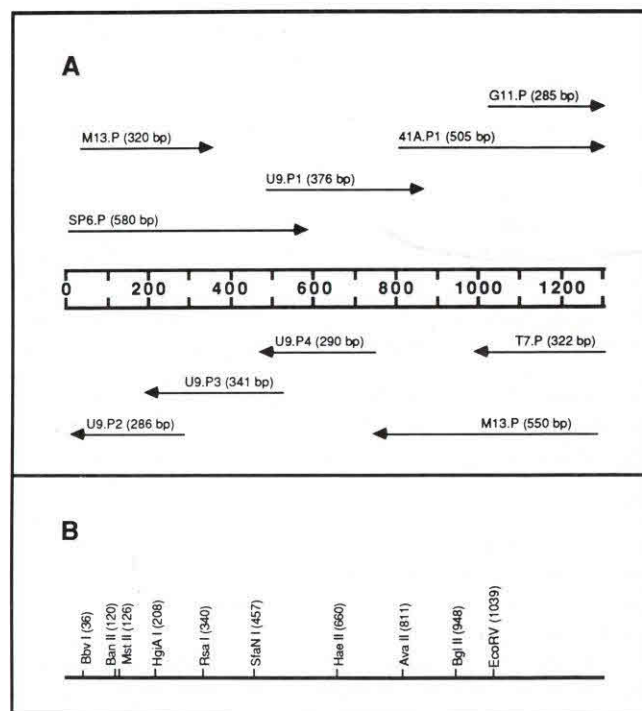 A
G11.P (285 bp)
M13.P (320 bp)
41A.P1 (505 bp)
U9.P1 (376 bp)
SP6.P (580 bp)
0 200 400 600 800 1000 1200
U9.P4 (290 bp)
T7.P (322 bp)
U9.P3 (341 bp)
U9.P2 (286 bp)
M13.P (550 bp)
B
Bbv I (36)
Ban II (120)
Mst II (126)
HgiA I (208)
Rsa I (340)
SfaN I (457)
Hae II (660)
Ava II (811)
Bgl II (948)
EcoRV (1039)